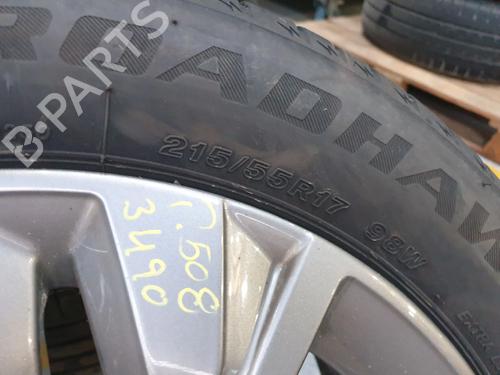 B-PARTS
ROADHAW
215/55R17 98W
EXTRA
P.508
3490